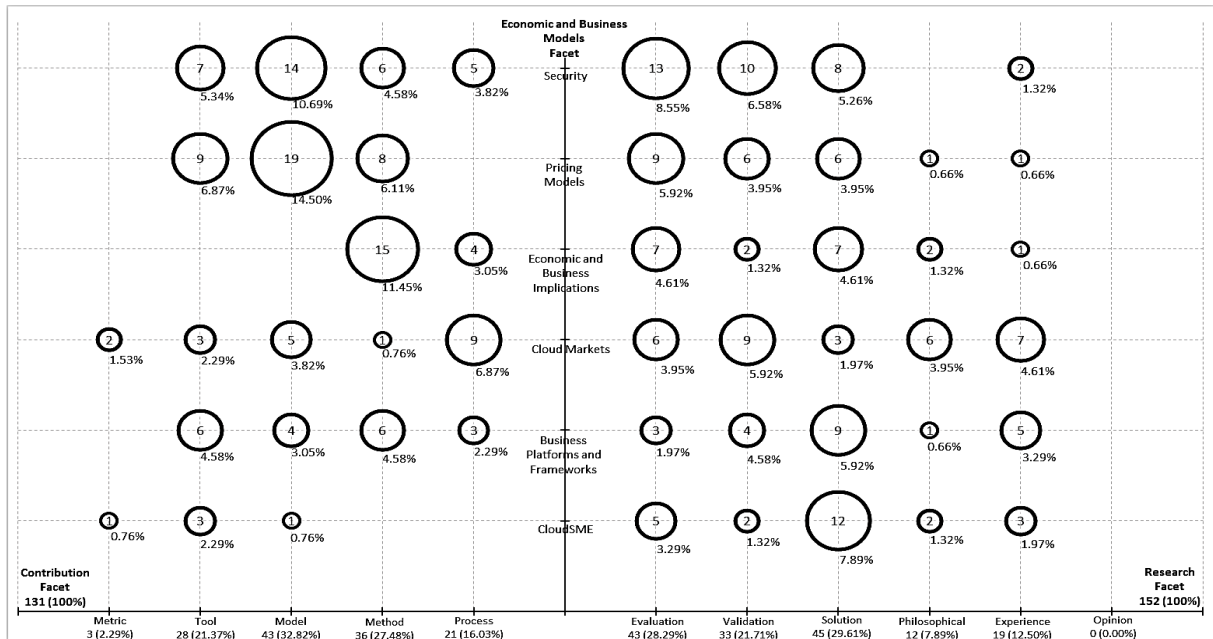 Economic and Business
Models
Facet
7 14 6 5 13 10 8 2
Security
5.34% 10.69% 4.58% 3.82% 8.55% 6.58% 5.26% 1.32%
9 19 8 9 6 6 1 1
Pricing
Models
6.87% 14.50% 6.11% 5.92% 3.95% 3.95% 0.66% 0.66%
15 4 7 2 7 2 1
Economic and
Business
Implications
11.45% 3.05% 4.61% 1.32% 4.61% 1.32% 0.66%
2 3 5 1 9 6 9 3 6 7
Cloud Markets
1.53% 2.29% 3.82% 0.76% 6.87% 3.95% 5.92% 1.97% 3.95% 4.61%
6 4 6 3 3 4 9 1 5
Business
Platforms and
Frameworks
4.58% 3.05% 4.58% 2.29% 1.97% 4.58% 5.92% 0.66% 3.29%
1 3 1 5 2 12 2 3
CloudSME
0.76% 2.29% 0.76% 3.29% 1.32% 7.89% 1.32% 1.97%
Contribution
Facet
131 (100%)
Research
Facet
152 (100%)
Metric Tool Model Method Process Evaluation Validation Solution Philosophical Experience Opinion
3 (2.29%) 28 (21.37%) 43 (32.82%) 36 (27.48%) 21 (16.03%) 43 (28.29%) 33 (21.71%) 45 (29.61%) 12 (7.89%) 19 (12.50%) 0 (0.00%)